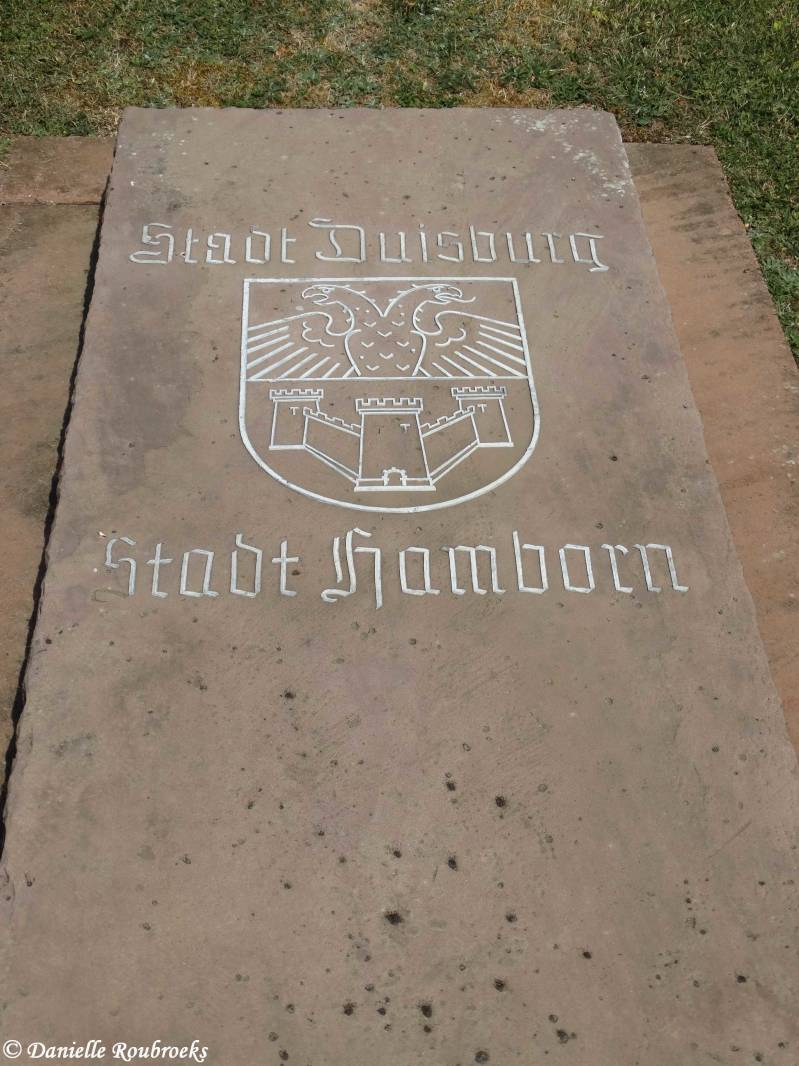 Stadt Duisburg
Stadt Hamborn
© Danielle Roubroeks